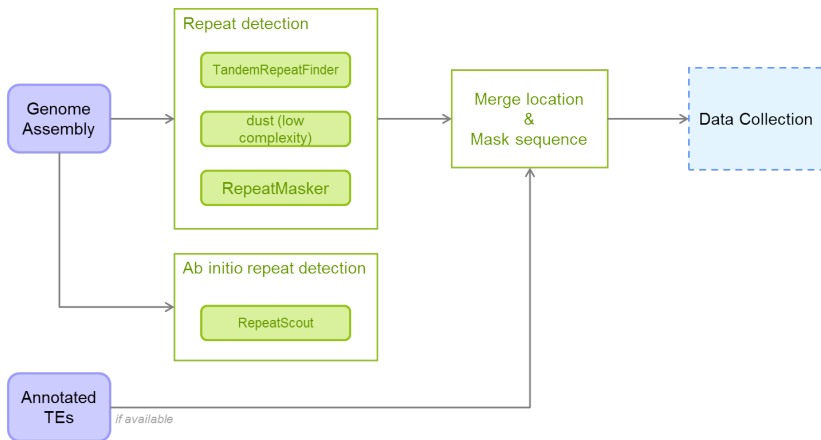 Repeat detection
TandemRepeatFinder
dust (low
complexity)
RepeatMasker
Genome
Assembly
Merge location
&
Mask sequence
Data Collection
Ab initio repeat detection
RepeatScout
Annotated
TEs
if available